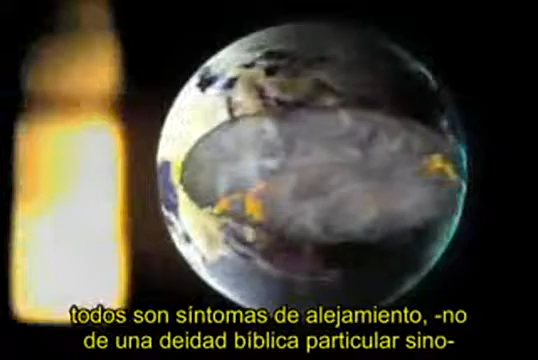 todos son síntomas de alejamiento, -no
de una deidad bíblica particular sino-